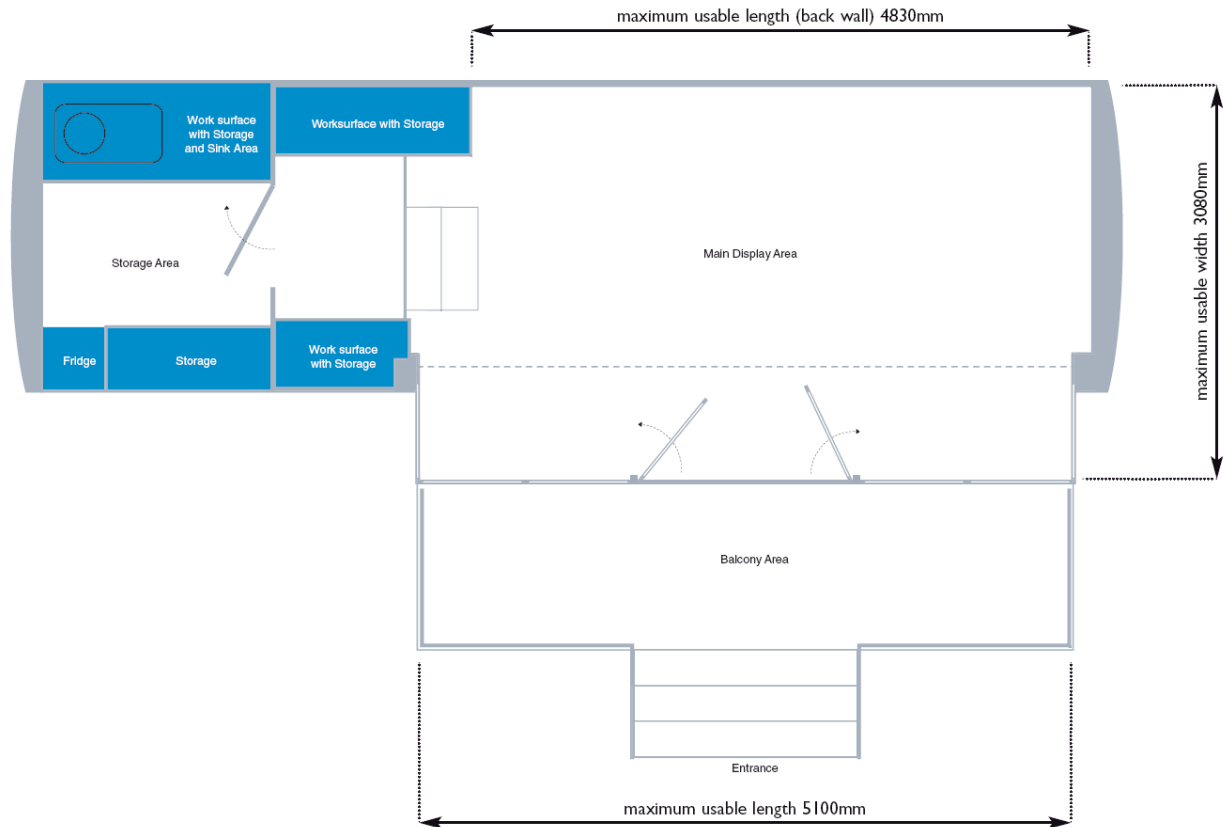 maximum usable length (back wall) 4830mm
Work surface
with Storage
and Sink Area
Worksurface with Storage
maximum usable width 3080mm
Storage Area
Main Display Area
Fridge
Storage
Work surface
with Storage
Balcony Area
Entrance
maximum usable length 5100mm